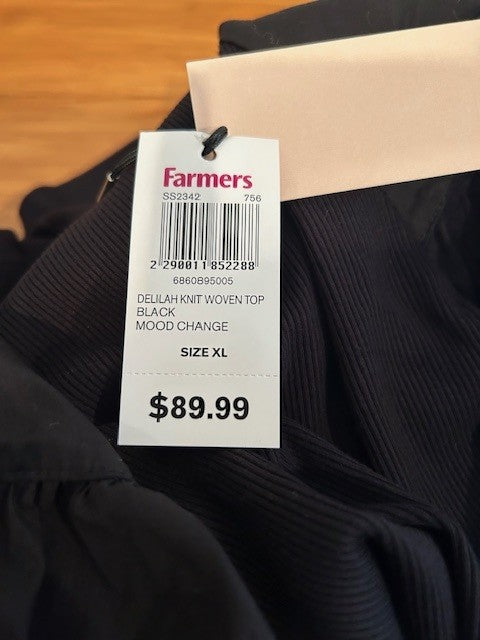 Farmers
SS2342 756
2 290011 852288
6860B95005
DELILAH KNIT WOVEN TOP
BLACK
MOOD CHANGE
SIZE XL
$89.99